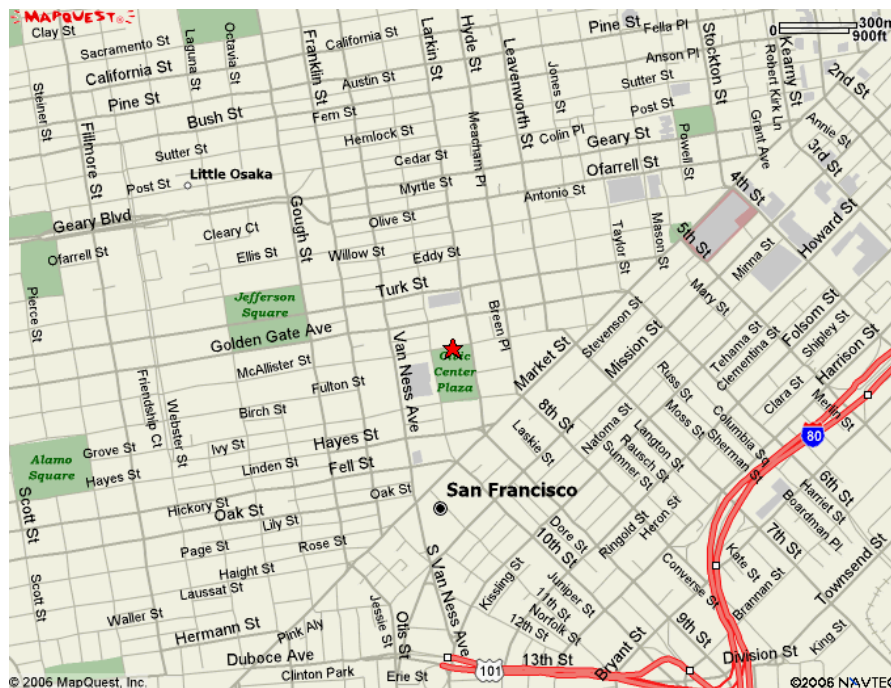 MAPQUEST
Clay St
Sacramento St
California St
Pine St
Laguna St
Octavia St
Franklin St
California St
Larkin St
Hyde St
Leavenworth St
Pine St
Fella Pl
Anson Pl
Stockton St
Kearny St
Robert Kirk Ln
300m
900ft
2nd St
Steiner St
Fillmore St
Bush St
Austin St
Fern St
Hemlock St
Cedar St
Myrtle St
Meacham Pl
Jones St
Colin Pl
Sutter St
Post St
Geary St
Ofarrell St
Powell St
Grant Ave
Annie St
3rd St
Sutter St
Post St
Little Osaka
Geary Blvd
Ofarrell St
Cleary Ct
Ellis St
Gough St
Olive St
Willow St
Eddy St
Antonio St
Taylor St
Mason St
4th St
5th St
Howard St
Minna St
Mary St
Pierce St
Jefferson
Square
Turk St
Golden Gate Ave
McAllister St
Fulton St
Birch St
Van Ness Ave
Civic
Center
Plaza
Breen Pl
Market St
Stevenson St
Mission St
Tehama St
Clementina St
Folsom St
Shipley St
Clara St
Harrison St
Merlin St
Friendship Ct
Webster St
Alamo
Square
Grove St
Hayes St
Ivy St
Linden St
Hayes St
Fell St
Oak St
Hickory St
Oak St
Lily St
Page St
Rose St
Haight St
Laussat St
Waller St
Hermann St
Pink Aly
Duboce Ave
Clinton Park
Scott St
Scott St
San Francisco
8th St
Laskie St
Natoma St
Langton St
Rausch St
Sumner St
Russ St
Moss St
Columbia Sq
Sherman St
80
6th St
Harriet St
Boardman Pl
7th St
Kate St
Brannan St
Townsend St
King St
Dore St
10th St
Ringold St
Heron St
Converse St
9th St
Division St
Kissling St
Juniper St
11th St
Norfolk St
12th St
13th St
Bryant St
Jessie St
Otis St
S Van Ness Ave
Erie St
101
© 2006 MapQuest, Inc.
©2006 NAVTEQ